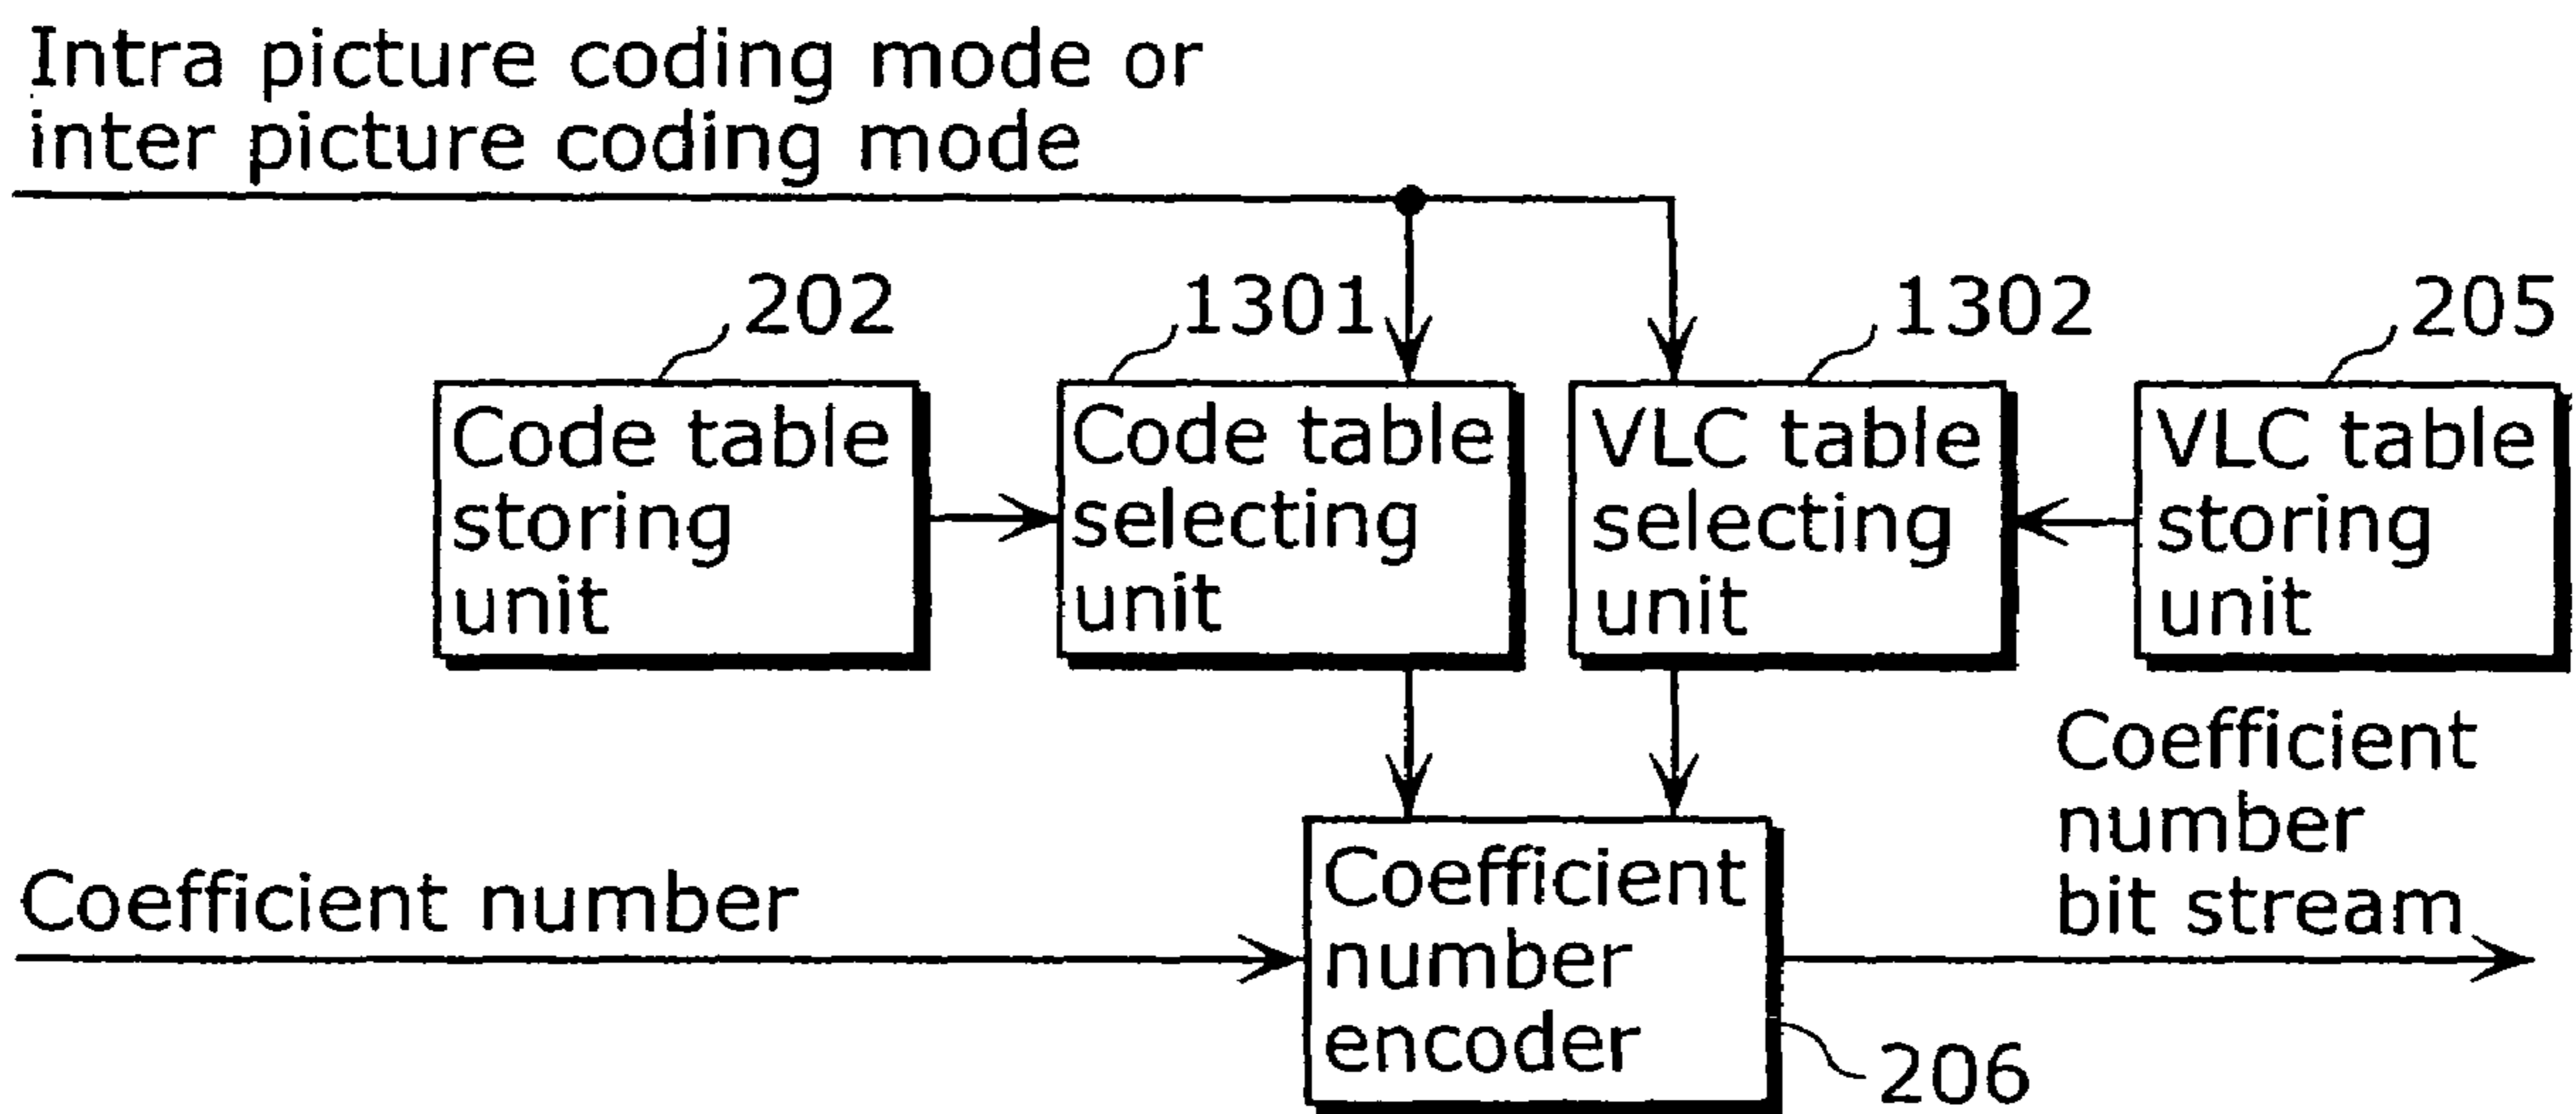 Intra picture coding mode or
inter picture coding mode
202
1301
1302
205
Code table
storing
unit
Code table
selecting
unit
VLC table
selecting
unit
VLC table
storing
unit
Coefficient number
Coefficient
number
encoder
Coefficient
number
bit stream
206